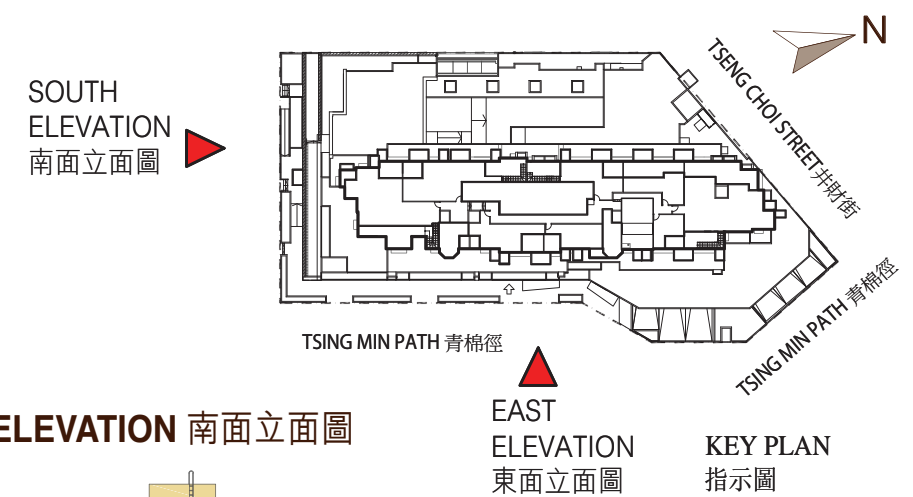 N
SOUTH
ELEVATION
南面立面圖
TSENG CHOI STREET 井財街
TSING MIN PATH 青棉徑
TSING MIN PATH 青棉徑
EAST
ELEVATION
東面立面圖
KEY PLAN
指示圖
ELEVATION 南面立面圖